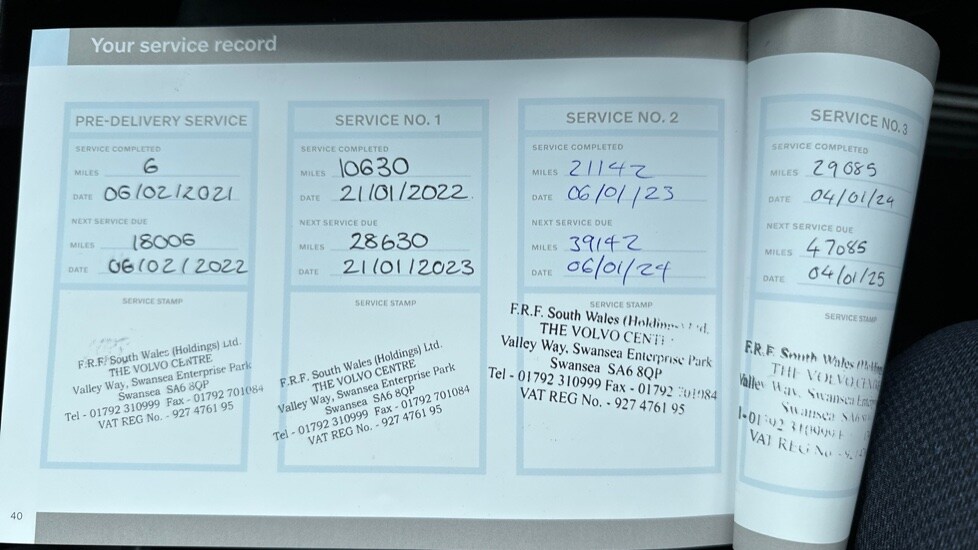 Your service record
PRE-DELIVERY SERVICE
SERVICE COMPLETED
MILES 6
DATE 06/02/2021
NEXT SERVICE DUE
MILES 18006
DATE 06/02/2022
SERVICE STAMP
F.R.F. South Wales (Holdings) Ltd.
THE VOLVO CENTRE
Valley Way, Swansea Enterprise Park
Swansea SA6 8QP
Tel - 01792 310999 Fax - 01792 701084
VAT REG No. - 927 4761 95
SERVICE NO. 1
SERVICE COMPLETED
MILES 10630
DATE 21/01/2022.
NEXT SERVICE DUE
MILES 28630
DATE 21/01/2023
SERVICE STAMP
F.R.F. South Wales (Holdings) Ltd.
THE VOLVO CENTRE
Valley Way, Swansea Enterprise Park
Swansea SA6 8QP
Tel - 01792 310999 Fax - 01792 701084
VAT REG No. - 927 4761 95
SERVICE NO. 2
SERVICE COMPLETED
MILES 21142
DATE 06/01/23
NEXT SERVICE DUE
MILES 39142
DATE 06/01/24
SERVICE STAMP
F.R.F. South Wales
THE VOLVO
Valley Way, Swansea Enterprise Park
Swansea SA6 8QP
Tel - 01792 310999 Fax - 01792
VAT REG No. - 927 4761 95
SERVICE NO. 3
SERVICE COMPLETED
MILES 29085
DATE 04/01/24
NEXT SERVICE DUE
MILES 47085
DATE 04/01/25
SERVICE STAMP
F.R.F. South Wales
THE
Way, Swansea
Swansea
VAT REG No
40